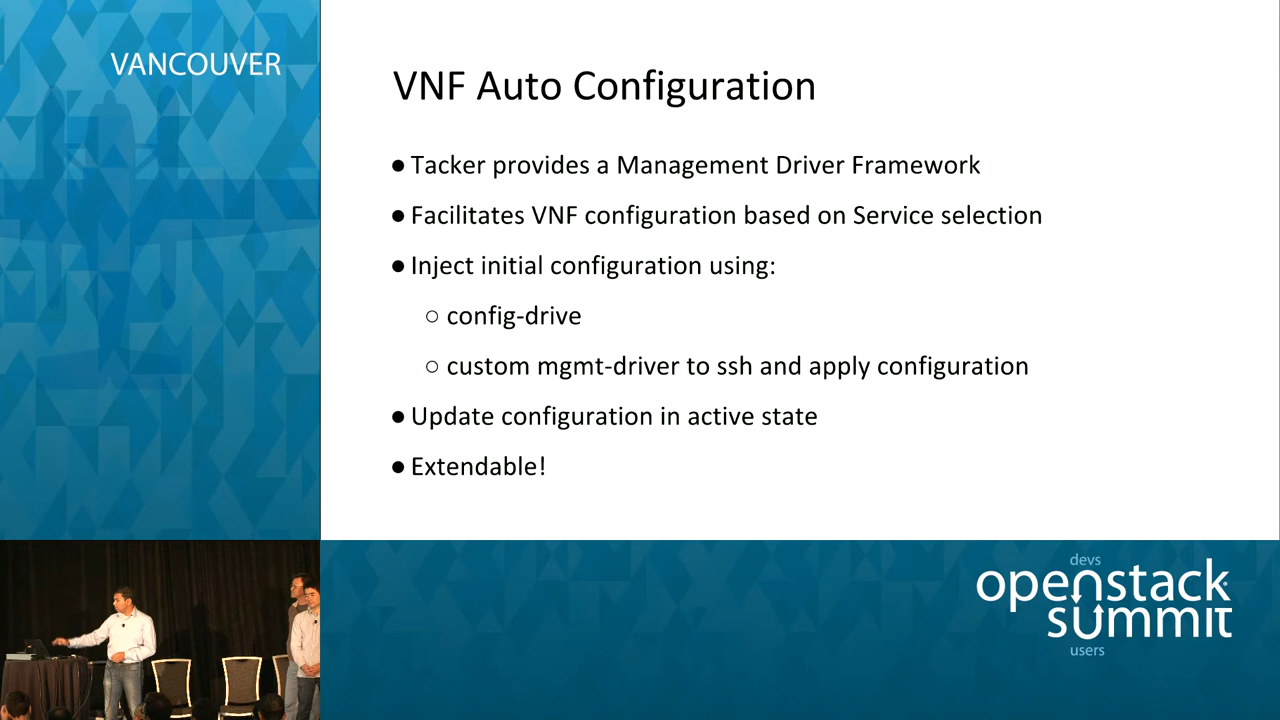 VANCOUVER
VNF Auto Configuration
● Tacker provides a Management Driver Framework
● Facilitates VNF configuration based on Service selection
● Inject initial configuration using:
○ config-drive
○ custom mgmt-driver to ssh and apply configuration
● Update configuration in active state
● Extendable!
devs
openstack
summit
users